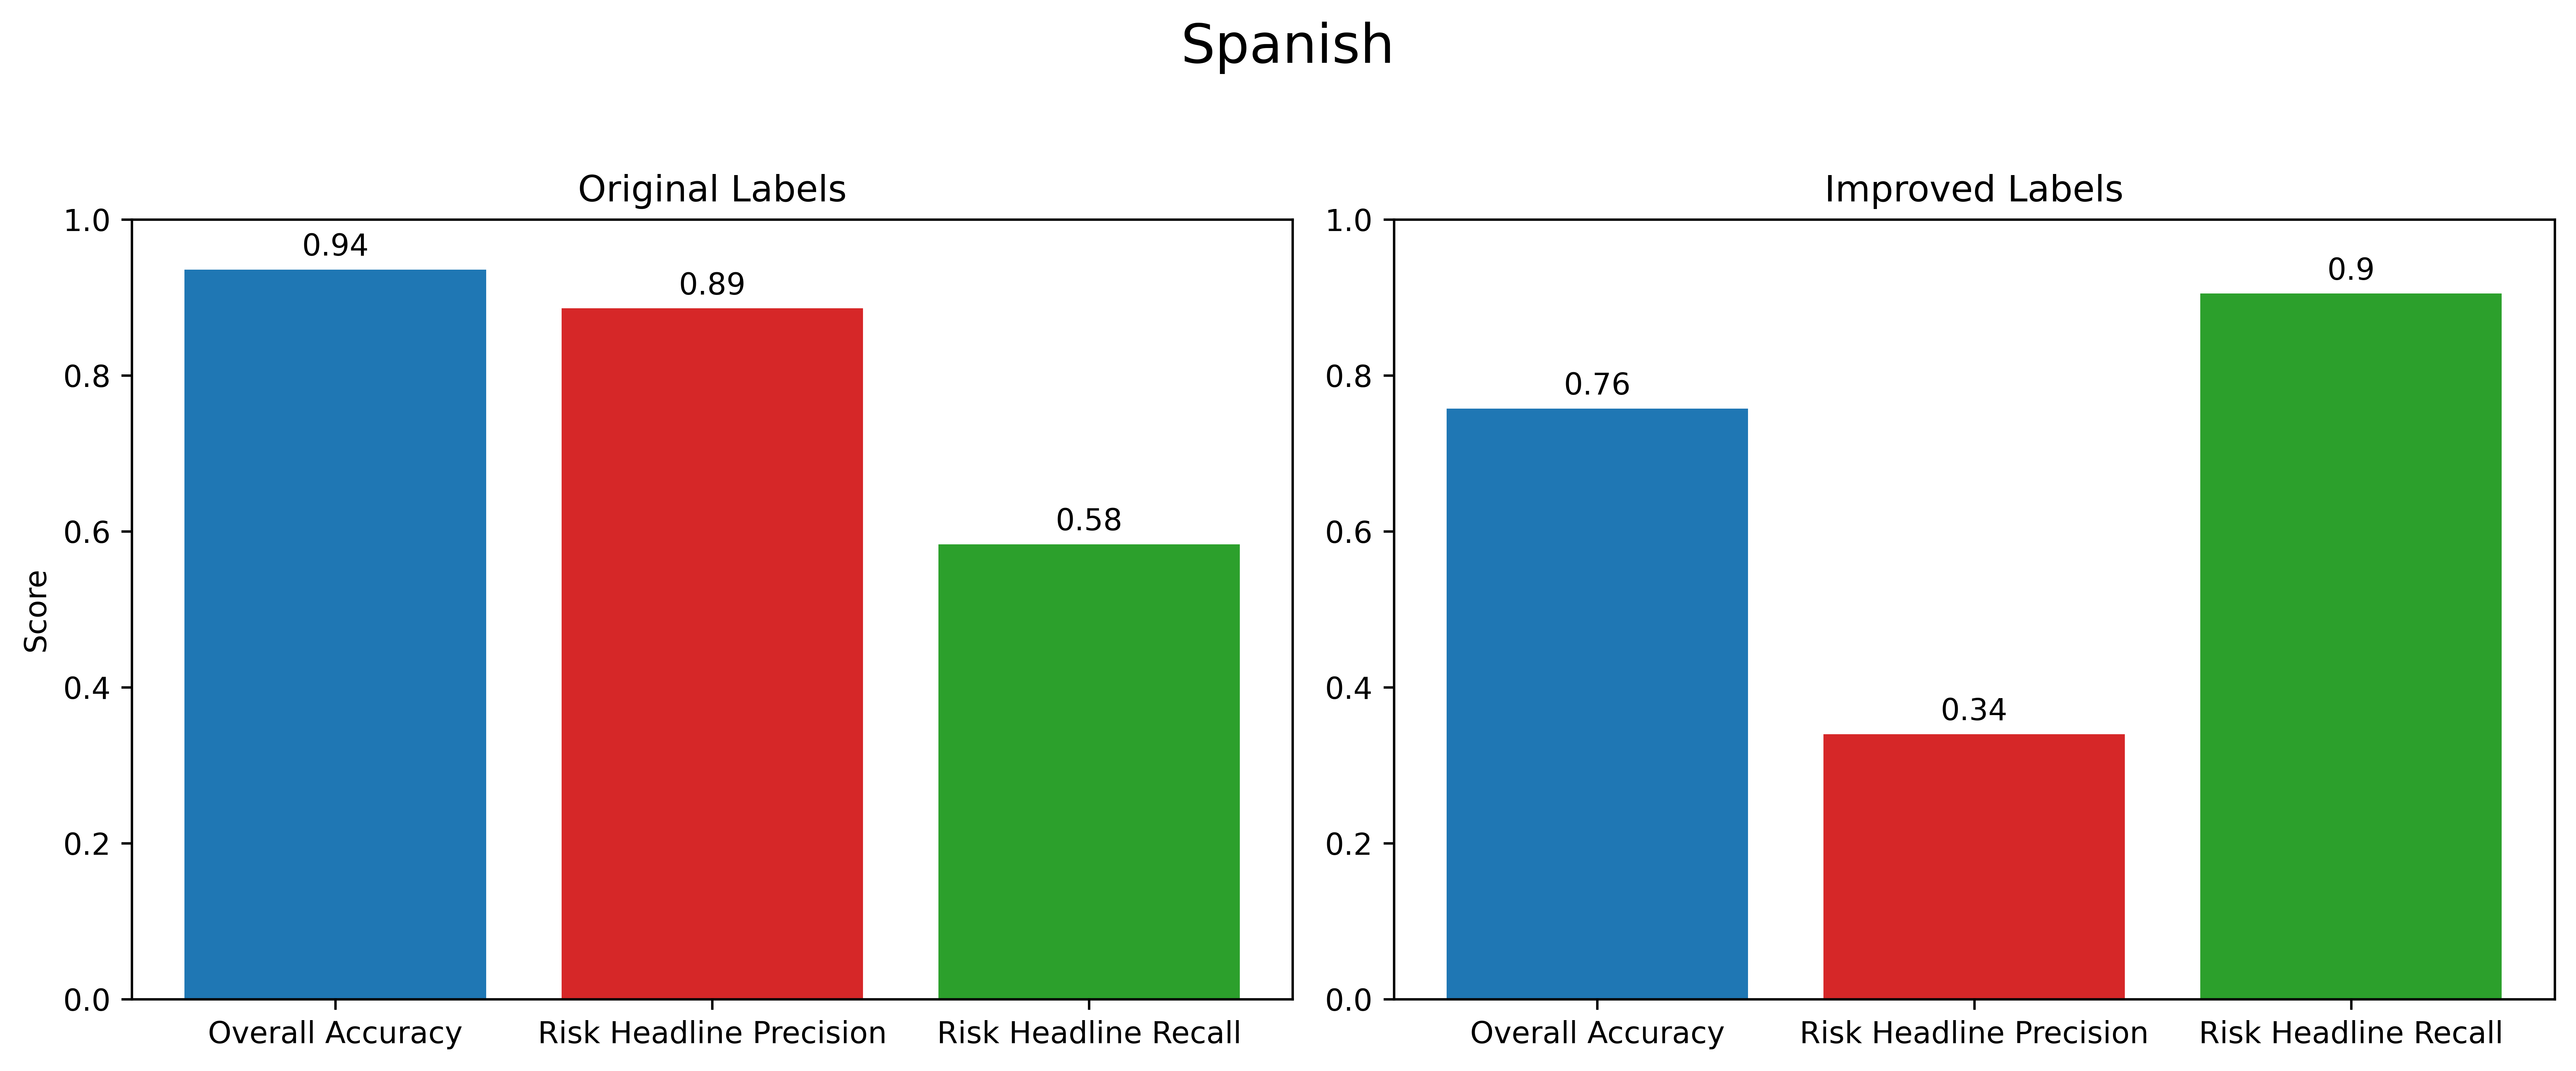 Spanish
Original Labels
Score
1.0
0.8
0.6
0.4
0.2
0.0
0.94
0.89
0.58
Overall Accuracy
Risk Headline Precision
Risk Headline Recall
Improved Labels
1.0
0.8
0.6
0.4
0.2
0.0
0.76
0.34
0.9
Overall Accuracy
Risk Headline Precision
Risk Headline Recall